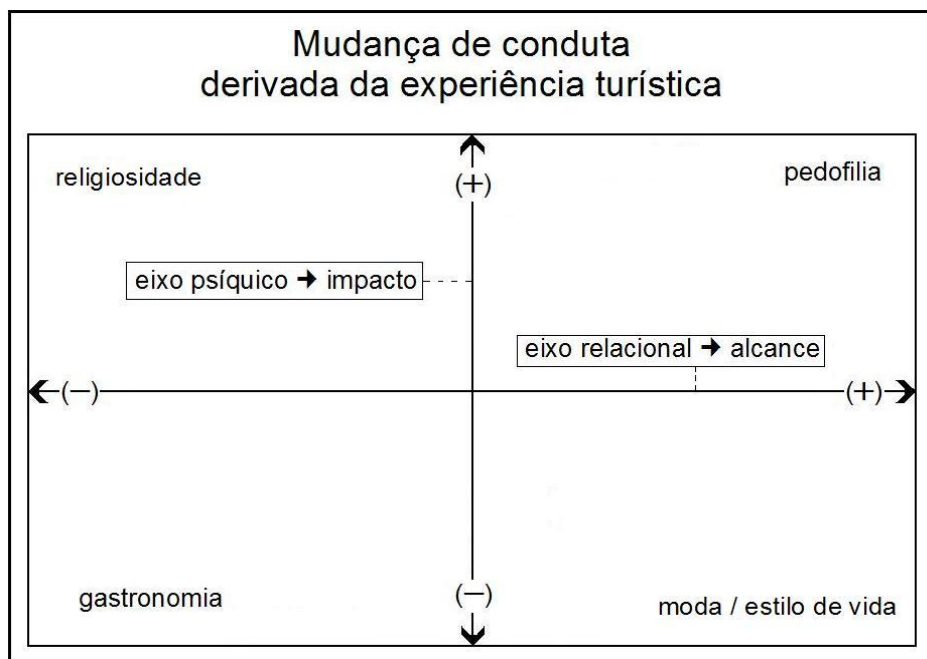 Mudança de conduta
derivada da experiência turística
religiosidade
pedofilia
(+)
eixo psíquico → impacto
eixo relacional → alcance
(—)
(+)
gastronomia
(—)
moda / estilo de vida